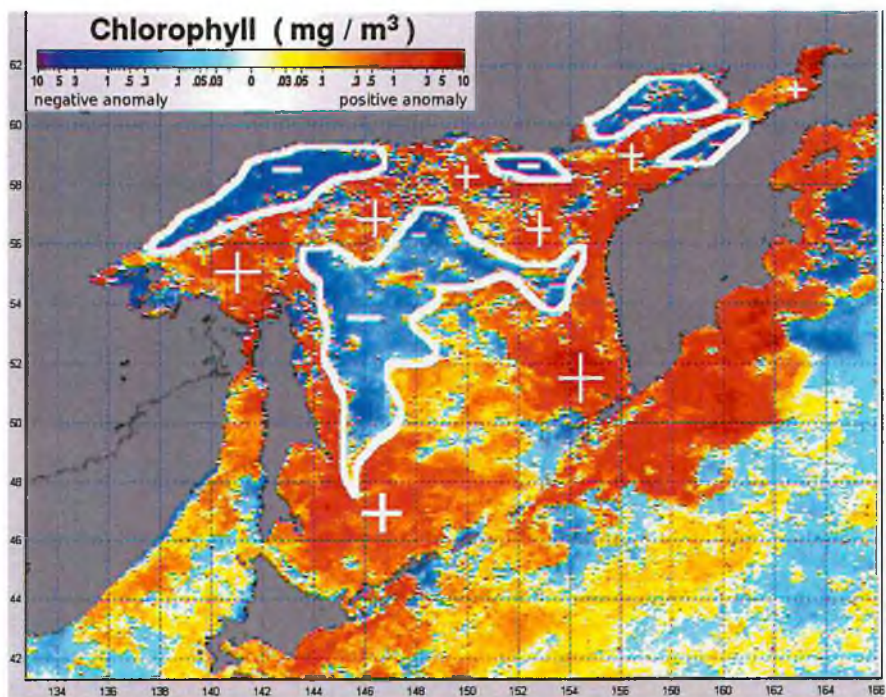 Chlorophyll ( mg / m³ )
10 5 3 1 .5 .3 .1 .05.03 0 .03.05 .1 .3 .5 1 3 5 10
negative anomaly positive anomaly
62
60
58
56
54
52
50
48
46
44
42
134 136 138 140 142 144 146 148 150 152 154 156 158 160 162 164 166